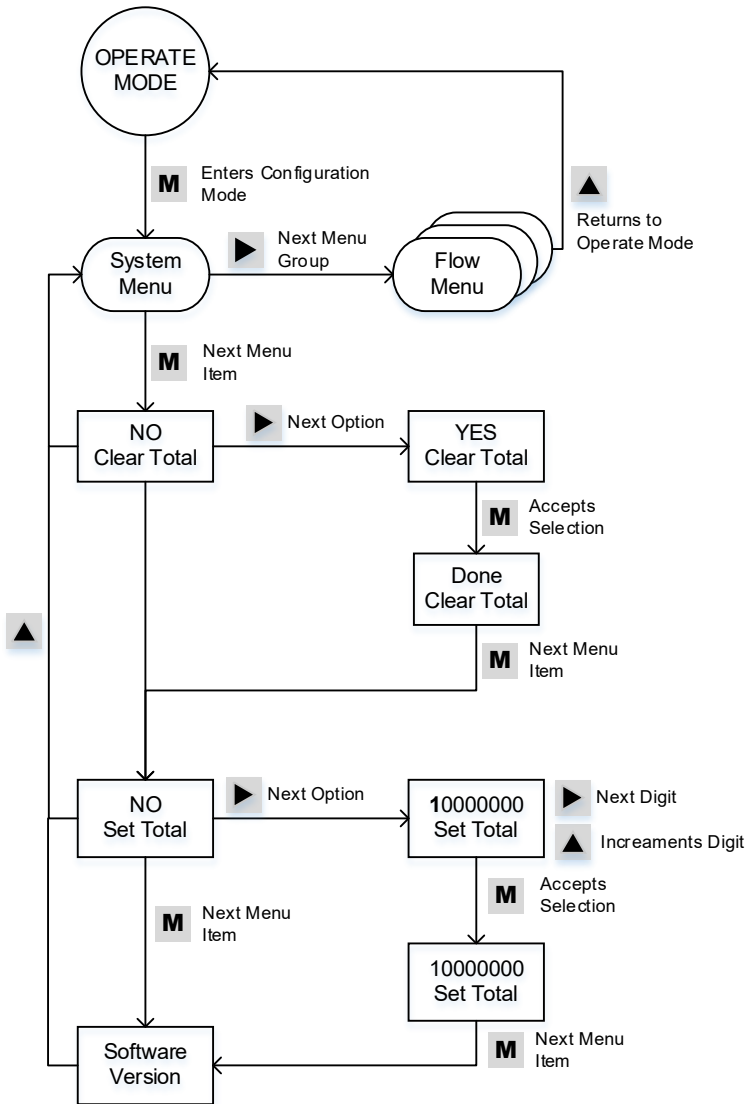 OPERATE
MODE
M
Enters Configuration
Mode
System
Menu
Next Menu
Group
Flow
Menu
Returns to
Operate Mode
M
Next Menu
Item
NO
Clear Total
Next Option
YES
Clear Total
M
Accepts
Selection
Done
Clear Total
M
Next Menu
Item
NO
Set Total
Next Option
10000000
Set Total
Next Digit
Increaments Digit
M
Accepts
Selection
M
Next Menu
Item
10000000
Set Total
M
Next Menu
Item
Software
Version